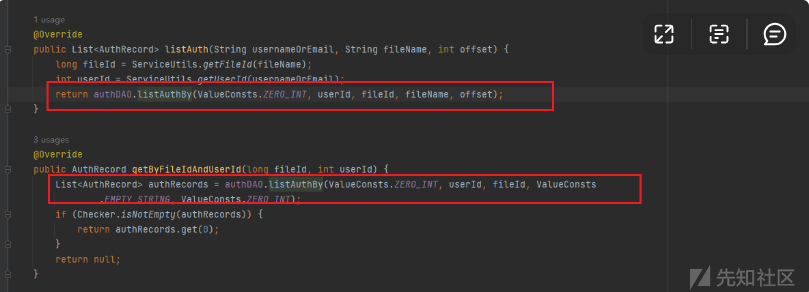 1 usage
@Override
public List<AuthRecord> listAuth(String usernameOrEmail, String fileName, int offset) {
long fileId = ServiceUtils.getFileId(fileName);
int userId = ServiceUtils.getUserId(usernameOrEmail);
return authDAO.listAuthBy(ValueConsts.ZERO_INT, userId, fileId, fileName, offset);
}
3 usages
@Override
public AuthRecord getByFileIdAndUserId(long fileId, int userId) {
List<AuthRecord> authRecords = authDAO.listAuthBy(ValueConsts.ZERO_INT, userId, fileId, ValueConsts
.EMPTY_STRING, ValueConsts.ZERO_INT);
if (Checker.isNotEmpty(authRecords)) {
return authRecords.get(0);
}
return null;
}
先知社区